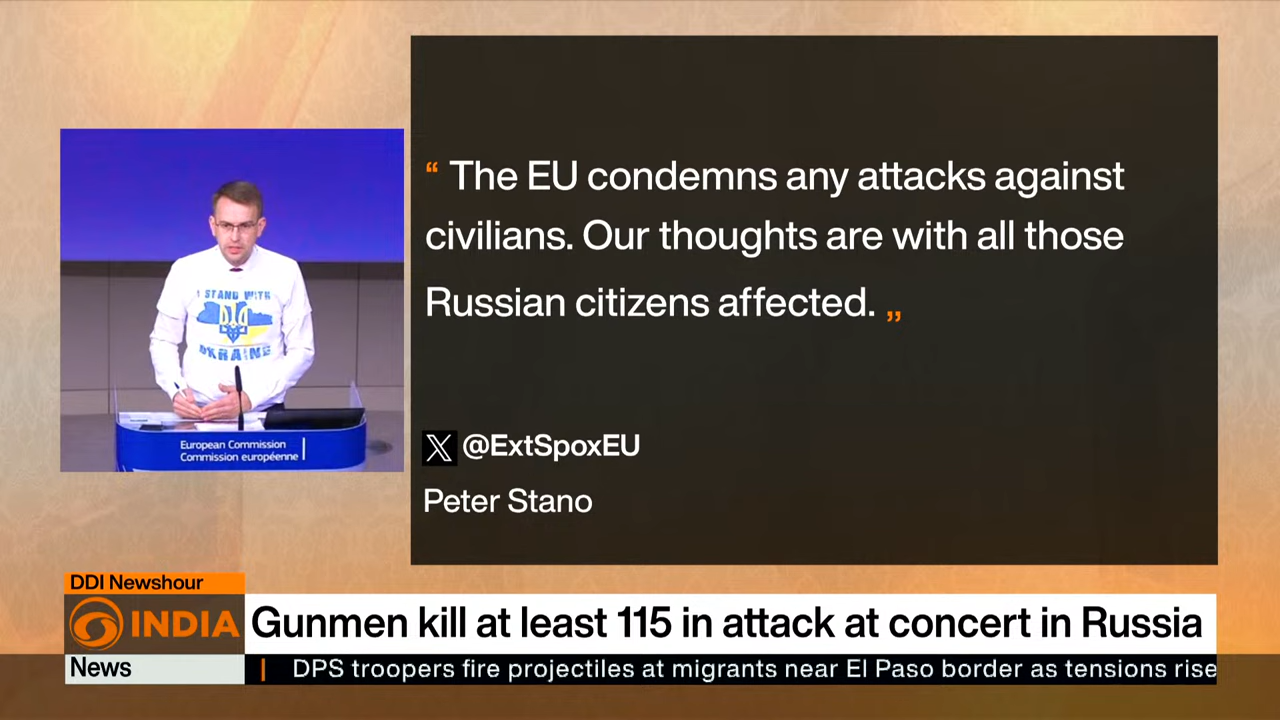 “ The EU condemns any attacks against
civilians. Our thoughts are with all those
Russian citizens affected. „
X @ExtSpoxEU
Peter Stano
I STAND WITH
UKRAINE
European Commission
Commission européenne
DDI Newshour
INDIA
Gunmen kill at least 115 in attack at concert in Russia
News
DPS troopers fire projectiles at migrants near El Paso border as tensions rise